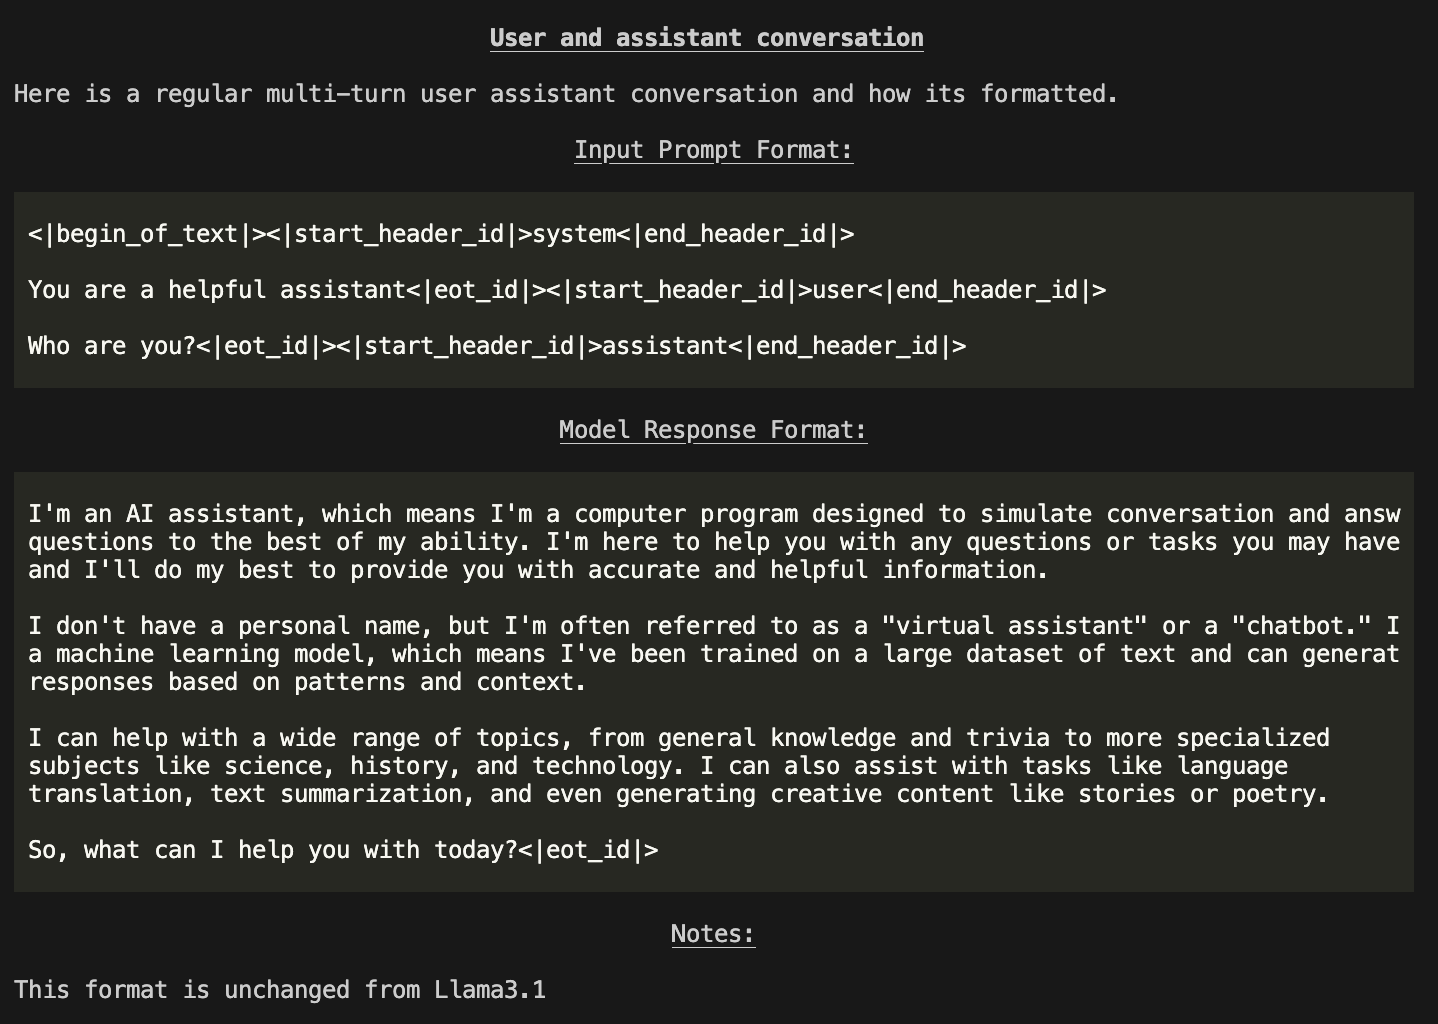 User and assistant conversation
Here is a regular multi-turn user assistant conversation and how its formatted.
Input Prompt Format:
<|begin_of_text|><|start_header_id|>system<|end_header_id|>
You are a helpful assistant<|eot_id|><|start_header_id|>user<|end_header_id|>
Who are you?<|eot_id|><|start_header_id|>assistant<|end_header_id|>
Model Response Format:
I'm an AI assistant, which means I'm a computer program designed to simulate conversation and answ
questions to the best of my ability. I'm here to help you with any questions or tasks you may have
and I'll do my best to provide you with accurate and helpful information.
I don't have a personal name, but I'm often referred to as a "virtual assistant" or a "chatbot." I
a machine learning model, which means I've been trained on a large dataset of text and can generat
responses based on patterns and context.
I can help with a wide range of topics, from general knowledge and trivia to more specialized
subjects like science, history, and technology. I can also assist with tasks like language
translation, text summarization, and even generating creative content like stories or poetry.
So, what can I help you with today?<|eot_id|>
Notes:
This format is unchanged from Llama3.1